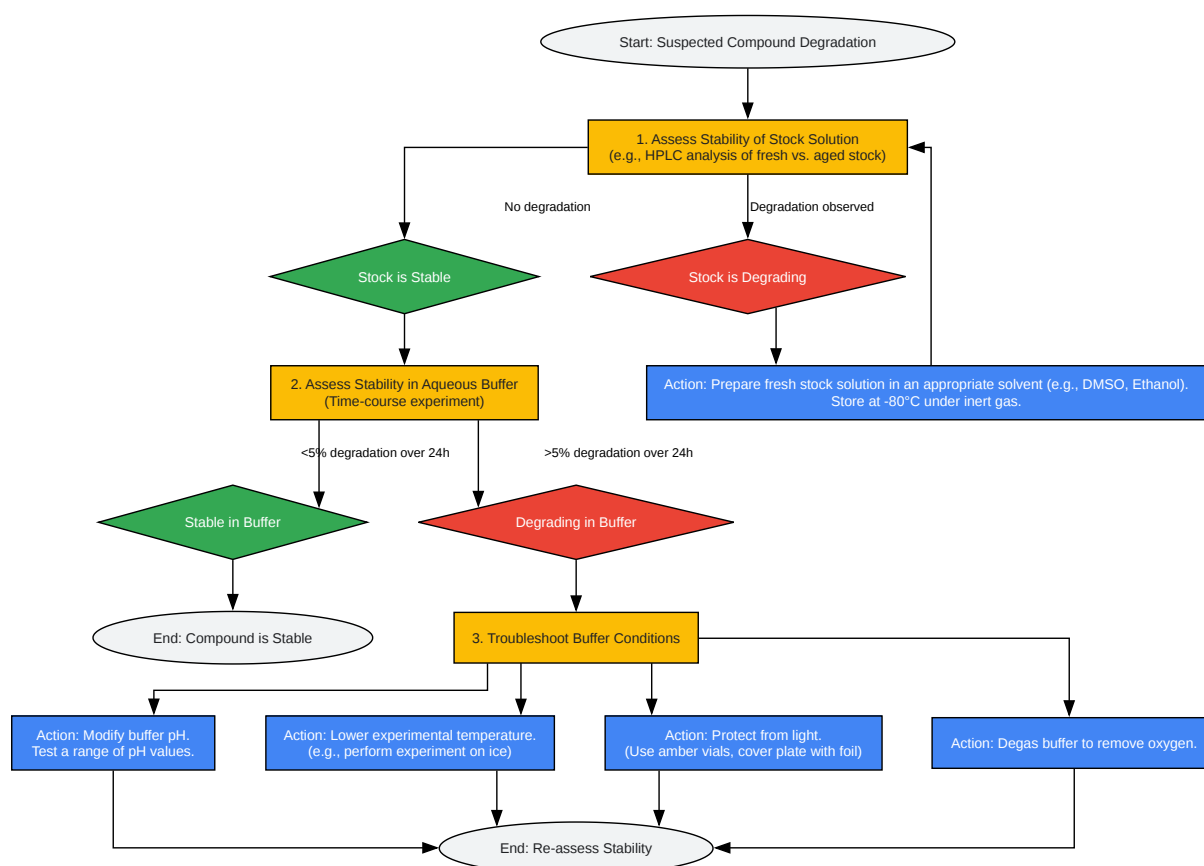 Start: Suspected Compound Degradation
1. Assess Stability of Stock Solution
(e.g., HPLC analysis of fresh vs. aged stock)
No degradation
Degradation observed
Stock is Stable
Stock is Degrading
2. Assess Stability in Aqueous Buffer
(Time-course experiment)
Action: Prepare fresh stock solution in an appropriate solvent (e.g., DMSO, Ethanol).
Store at -80°C under inert gas.
<5% degradation over 24h
>5% degradation over 24h
Stable in Buffer
Degrading in Buffer
End: Compound is Stable
3. Troubleshoot Buffer Conditions
Action: Modify buffer pH.
Test a range of pH values.
Action: Lower experimental temperature.
(e.g., perform experiment on ice)
Action: Protect from light.
(Use amber vials, cover plate with foil)
Action: Degas buffer to remove oxygen.
End: Re-assess Stability